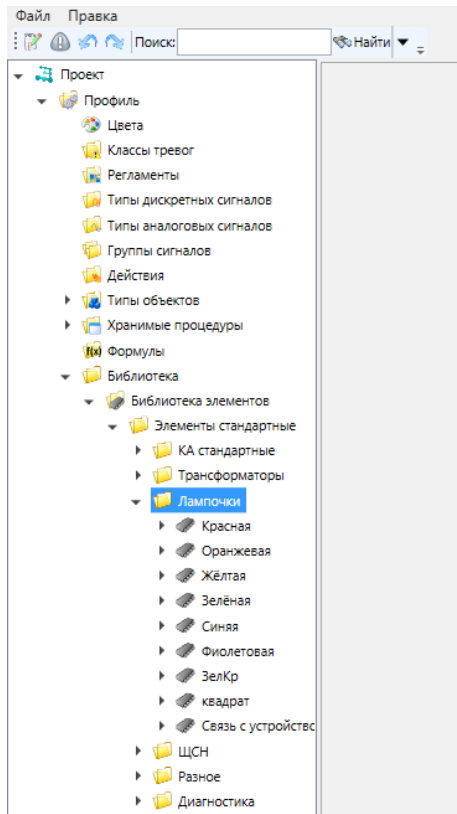 Файл Правка
Поиск: Найти
Проект
Профиль
Цвета
Классы тревог
Регламенты
Типы дискретных сигналов
Типы аналоговых сигналов
Группы сигналов
Действия
Типы объектов
Хранимые процедуры
f(x) Формулы
Библиотека
Библиотека элементов
Элементы стандартные
КА стандартные
Трансформаторы
Лампочки
Красная
Оранжевая
Жёлтая
Зелёная
Синяя
Фиолетовая
ЗелКр
квадрат
Связь с устройстс
ЩСН
Разное
Диагностика